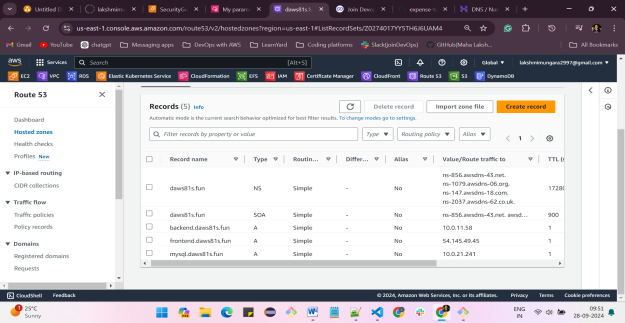 Untitled D
lakshmino
SecurityG
My param
daws81s.f
Join Devo
expense-
DNS / N
us-east-1.console.aws.amazon.com/route53/v2/hostedzones?region=us-east-1#ListRecordSets/Z0274017YY5TH6J6UAM4
Gmail YouTube chatgpt Messaging apps DevOps with AWS LearnYard Coding platforms Slack(joinDevOps) GitHub(Maha Laksh... All Bookmarks
aws Services Search [Alt+S] Global lakshmimungara2997@gmail.com
EC2 VPC RDS Elastic Kubernetes Service CloudFormation EFS IAM Certificate Manager CloudFront Route 53 S3 DynamoDB
Route 53
Dashboard
Hosted zones
Health checks
Profiles New
IP-based routing
CIDR collections
Traffic flow
Traffic policies
Policy records
Domains
Registered domains
Requests
Records (5) Info
Delete record Import zone file Create record
Automatic mode is the current search behavior optimized for best filter results. To change modes go to settings.
Filter records by property or value Type Routing policy Alias 1
Record name Type Routin... Differ... Alias Value/Route traffic to TTL (s
daws81s.fun NS Simple - No
ns-856.awsdns-43.net.
ns-1079.awsdns-06.org.
ns-147.awsdns-18.com.
ns-2037.awsdns-62.co.uk.
17280
daws81s.fun SOA Simple - No ns-856.awsdns-43.net. awsd... 900
backend.daws81s.fun A Simple - No 10.0.11.58 1
frontend.daws81s.fun A Simple - No 54.145.49.45 1
mysql.daws81s.fun A Simple - No 10.0.21.241 1
CloudShell Feedback © 2024, Amazon Web Services, Inc. or its affiliates. Privacy Terms Cookie preferences
25°C
Sunny
ENG
IN
09:51
28-09-2024